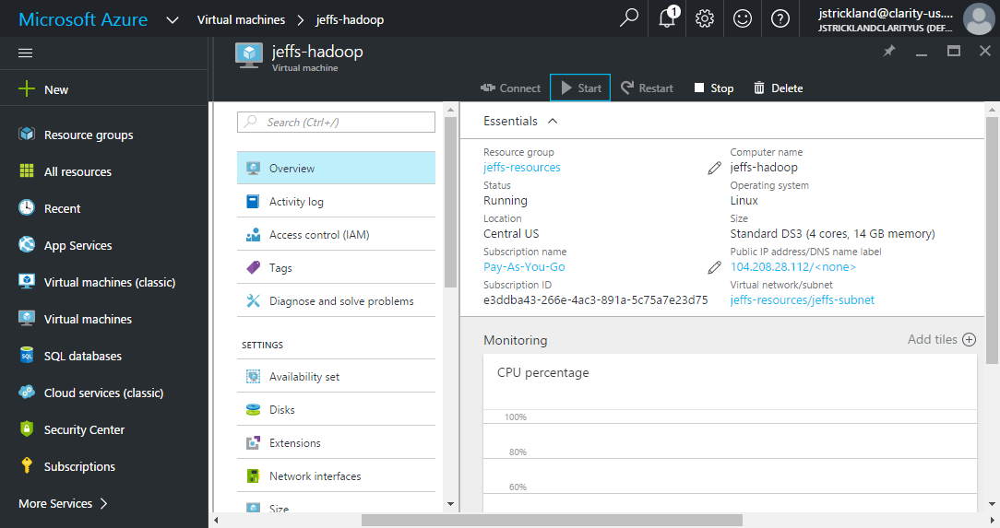 Microsoft Azure
Virtual machines > jeffs-hadoop
1
jstrickland@clarity-us....
JSTRICKLANDCLARITYUS (DEF...
jeffs-hadoop
Virtual machine
Connect
Start
Restart
Stop
Delete
New
Resource groups
All resources
Recent
App Services
Virtual machines (classic)
Virtual machines
SQL databases
Cloud services (classic)
Security Center
Subscriptions
More Services >
Search (Ctrl+/)
Overview
Activity log
Access control (IAM)
Tags
Diagnose and solve problems
SETTINGS
Availability set
Disks
Extensions
Network interfaces
Size
Essentials
Resource group
jeffs-resources
Status
Running
Location
Central US
Subscription name
Pay-As-You-Go
Subscription ID
e3ddba43-266e-4ac3-891a-5c75a7e23d75
Computer name
jeffs-hadoop
Operating system
Linux
Size
Standard DS3 (4 cores, 14 GB memory)
Public IP address/DNS name label
104.208.28.112/<none>
Virtual network/subnet
jeffs-resources/jeffs-subnet
Monitoring
Add tiles
CPU percentage
100%
80%
60%